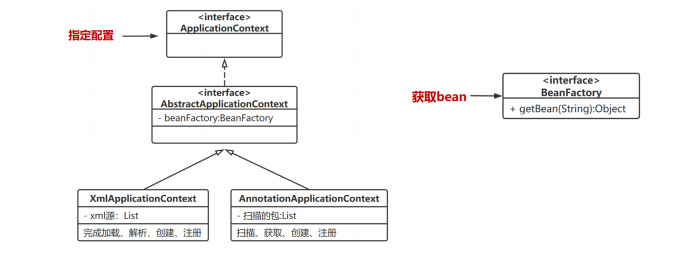 <interface>
ApplicationContext
指定配置
<interface>
AbstractApplicationContext
- beanFactory:BeanFactory
<interface>
BeanFactory
+ getBean(String):Object
获取bean
XmlApplicationContext
- xml源：List
完成加载、解析、创建、注册
AnnotationApplicationContext
- 扫描的包:List
扫描、获取、创建、注册